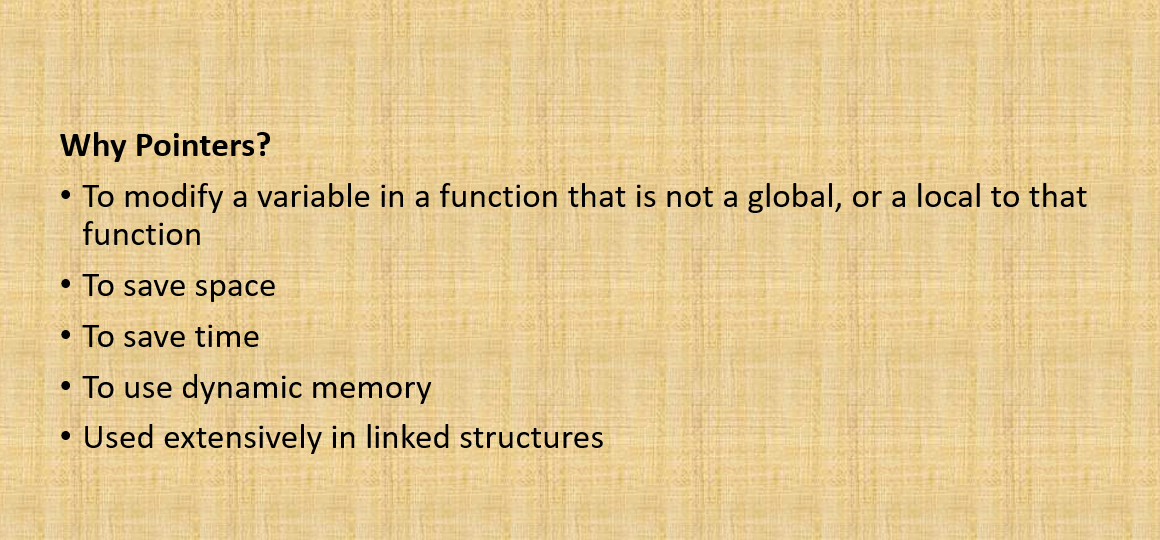 Why Pointers?
• To modify a variable in a function that is not a global, or a local to that
function
• To save space
• To save time
• To use dynamic memory
• Used extensively in linked structures